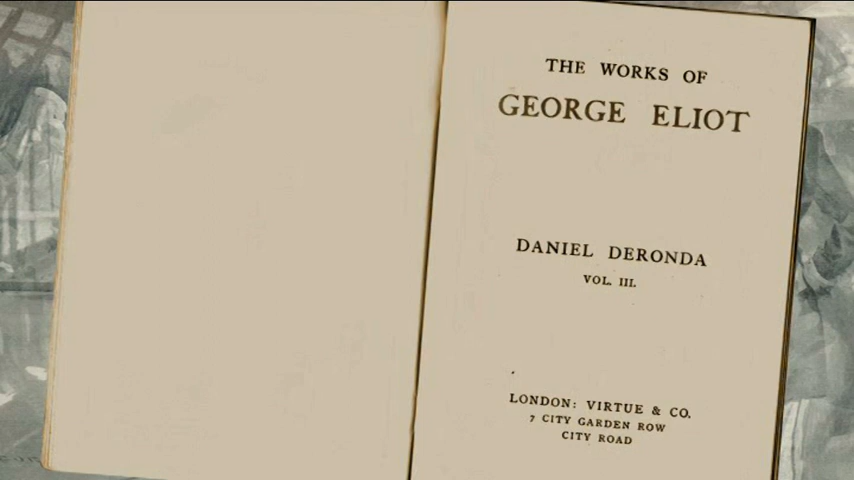 THE WORKS OF
GEORGE ELIOT
DANIEL DERONDA
VOL. III.
LONDON: VIRTUE & CO.
7 CITY GARDEN ROW
CITY ROAD